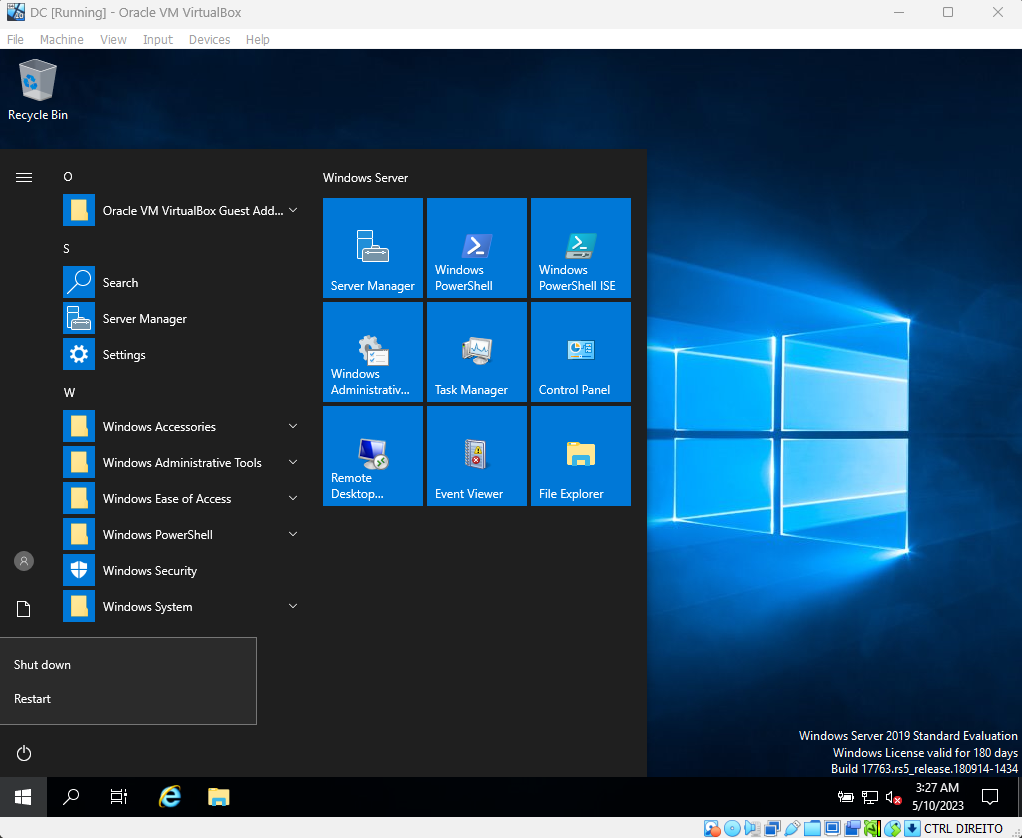 DC [Running] - Oracle VM VirtualBox
File Machine View Input Devices Help
Recycle Bin
O
Oracle VM VirtualBox Guest Add...
S
Search
Server Manager
Settings
W
Windows Accessories
Windows Administrative Tools
Windows Ease of Access
Windows PowerShell
Windows Security
Windows System
Shut down
Restart
Windows Server
Server Manager
Windows
PowerShell
Windows
PowerShell ISE
Windows
Administrativ...
Task Manager
Control Panel
Remote
Desktop...
Event Viewer
File Explorer
Windows Server 2019 Standard Evaluation
Windows License valid for 180 days
Build 17763.rs5_release.180914-1434
3:27 AM
5/10/2023
CTRL DIREITO